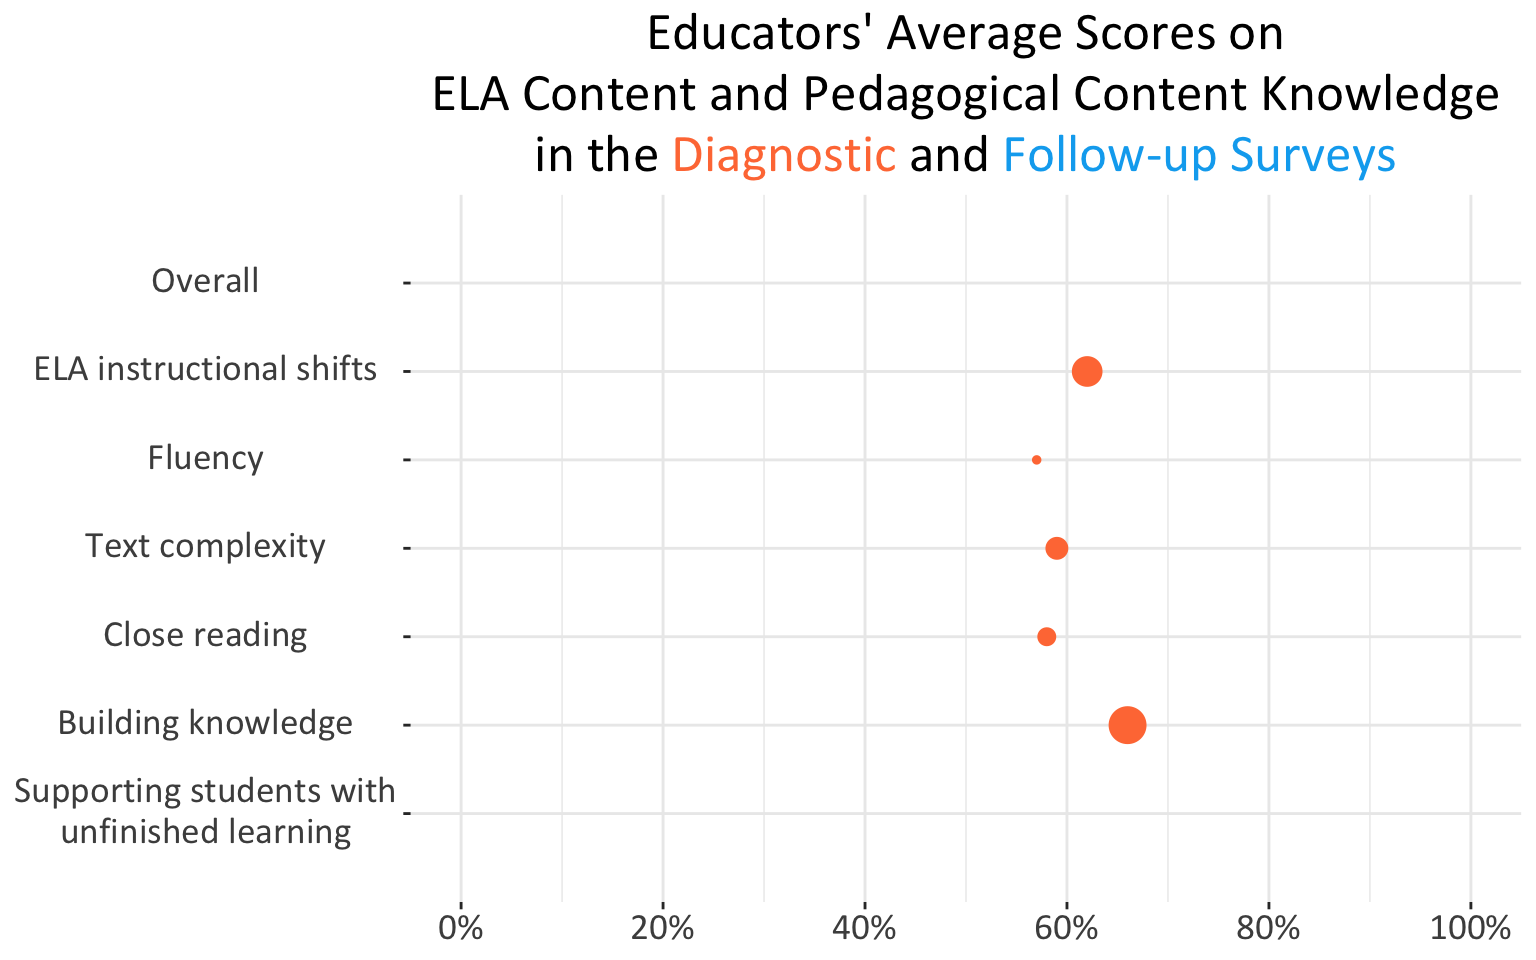 Educators' Average Scores on
ELA Content and Pedagogical Content Knowledge
in the Diagnostic and Follow-up Surveys
Overall
ELA instructional shifts
Fluency
Text complexity
Close reading
Building knowledge
Supporting students with
unfinished learning
0% 20% 40% 60% 80% 100%